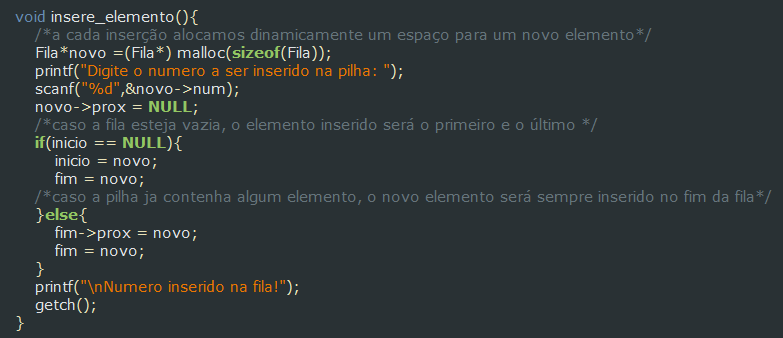 void insere_elemento(){
/*a cada inserção alocamos dinamicamente um espaço para um novo elemento*/
Fila*novo =(Fila*) malloc(sizeof(Fila));
printf("Digite o numero a ser inserido na pilha: ");
scanf("%d",&novo->num);
novo->prox = NULL;
/*caso a fila esteja vazia, o elemento inserido será o primeiro e o último */
if(inicio == NULL){
inicio = novo;
fim = novo;
/*caso a pilha ja contenha algum elemento, o novo elemento será sempre inserido no fim da fila*/
}else{
fim->prox = novo;
fim = novo;
}
printf("\nNumero inserido na fila!");
getch();
}